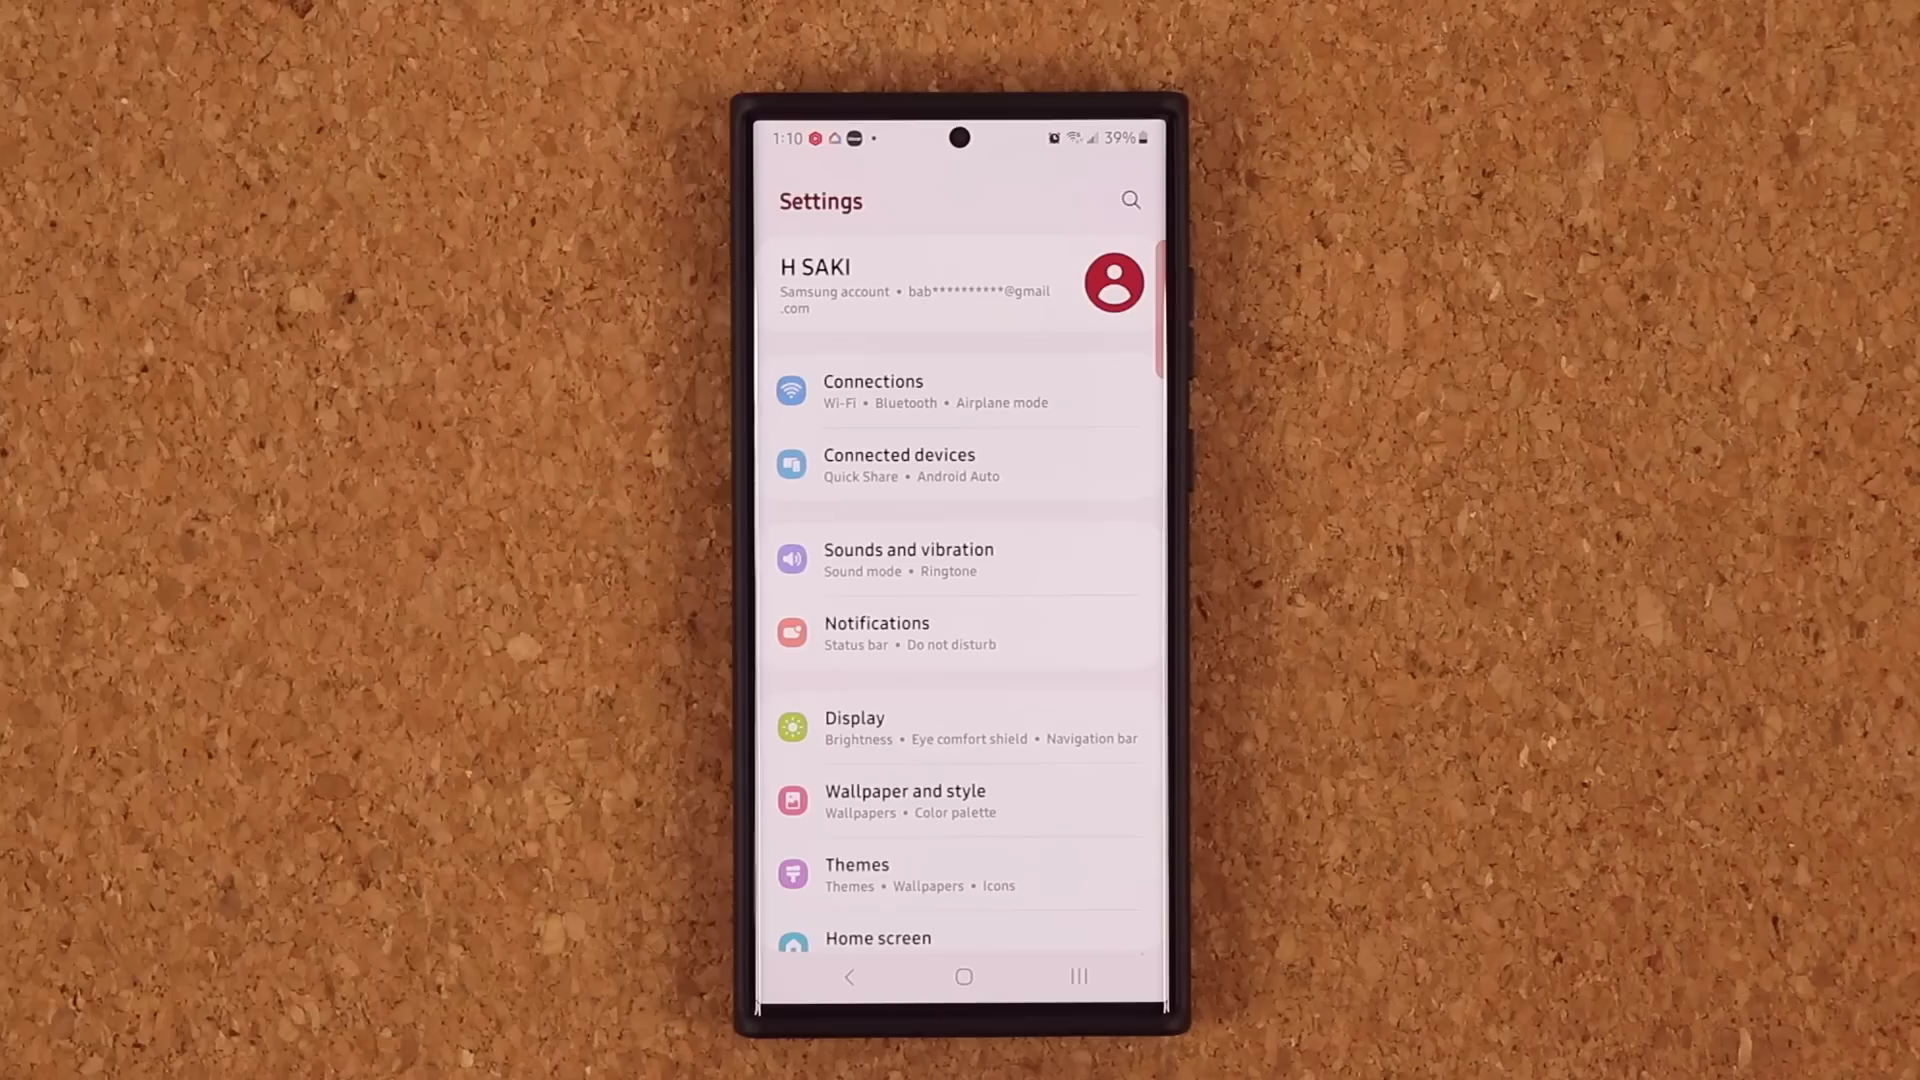 1:10 39%
Settings
H SAKI
Samsung account • bab**********@gmail
.com
Connections
Wi-Fi • Bluetooth • Airplane mode
Connected devices
Quick Share • Android Auto
Sounds and vibration
Sound mode • Ringtone
Notifications
Status bar • Do not disturb
Display
Brightness • Eye comfort shield • Navigation bar
Wallpaper and style
Wallpapers • Color palette
Themes
Themes • Wallpapers • Icons
Home screen